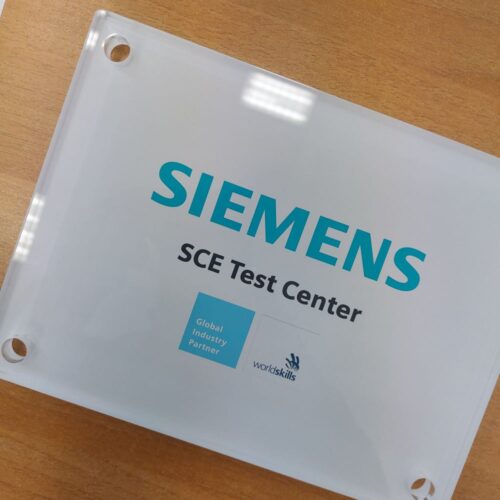 SIEMENS
SCE Test Center
Global
Industry
Partner
worldskills